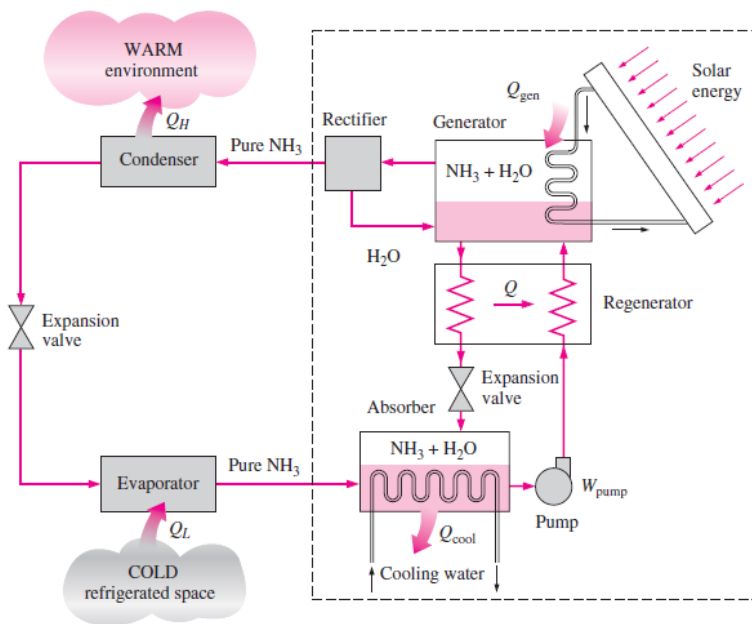 WARM
environment
Q_H
Condenser
Pure NH₃
Rectifier
Generator
Q_gen
Solar
energy
NH₃ + H₂O
H₂O
Q
Regenerator
Expansion
valve
Expansion
valve
Absorber
NH₃ + H₂O
Pure NH₃
Evaporator
Q_L
COLD
refrigerated space
Q_cool
Cooling water
Pump
W_pump